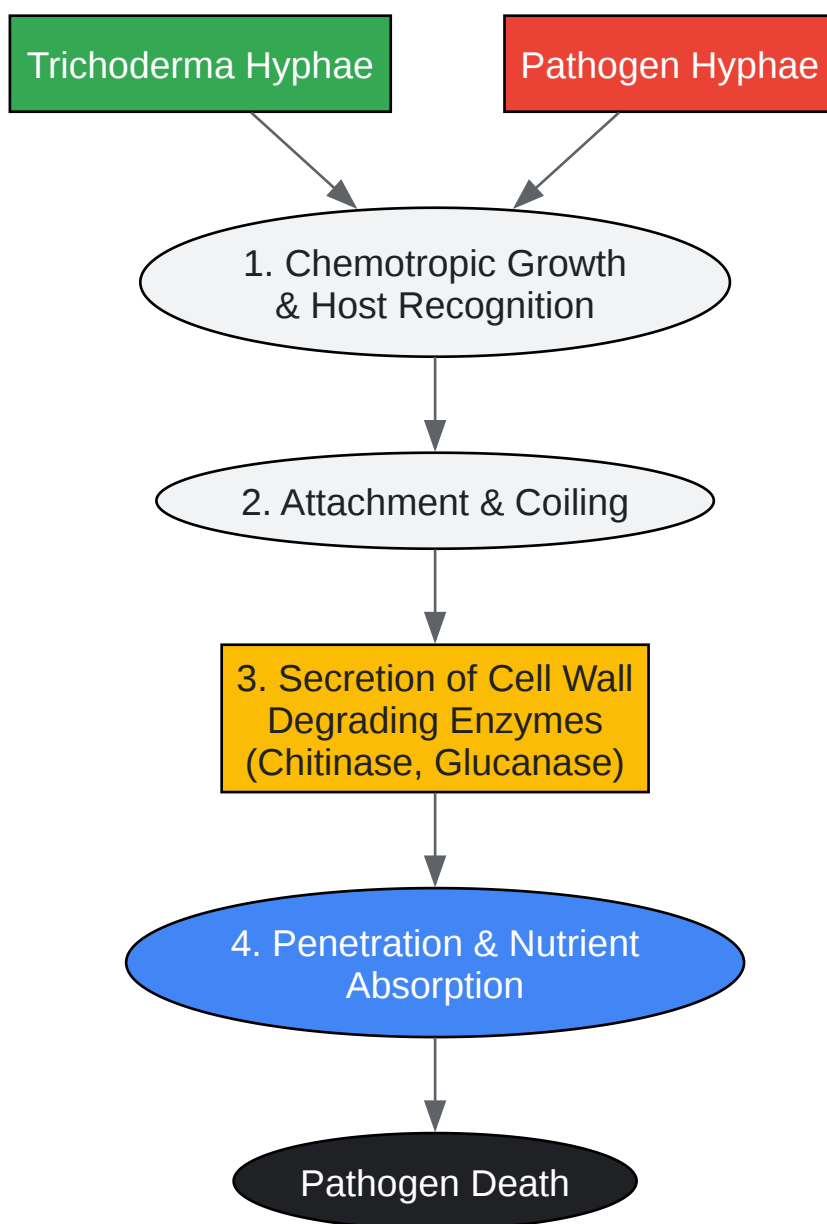 Trichoderma Hyphae
Pathogen Hyphae
1. Chemotropic Growth
& Host Recognition
2. Attachment & Coiling
3. Secretion of Cell Wall
Degrading Enzymes
(Chitinase, Glucanase)
4. Penetration & Nutrient
Absorption
Pathogen Death